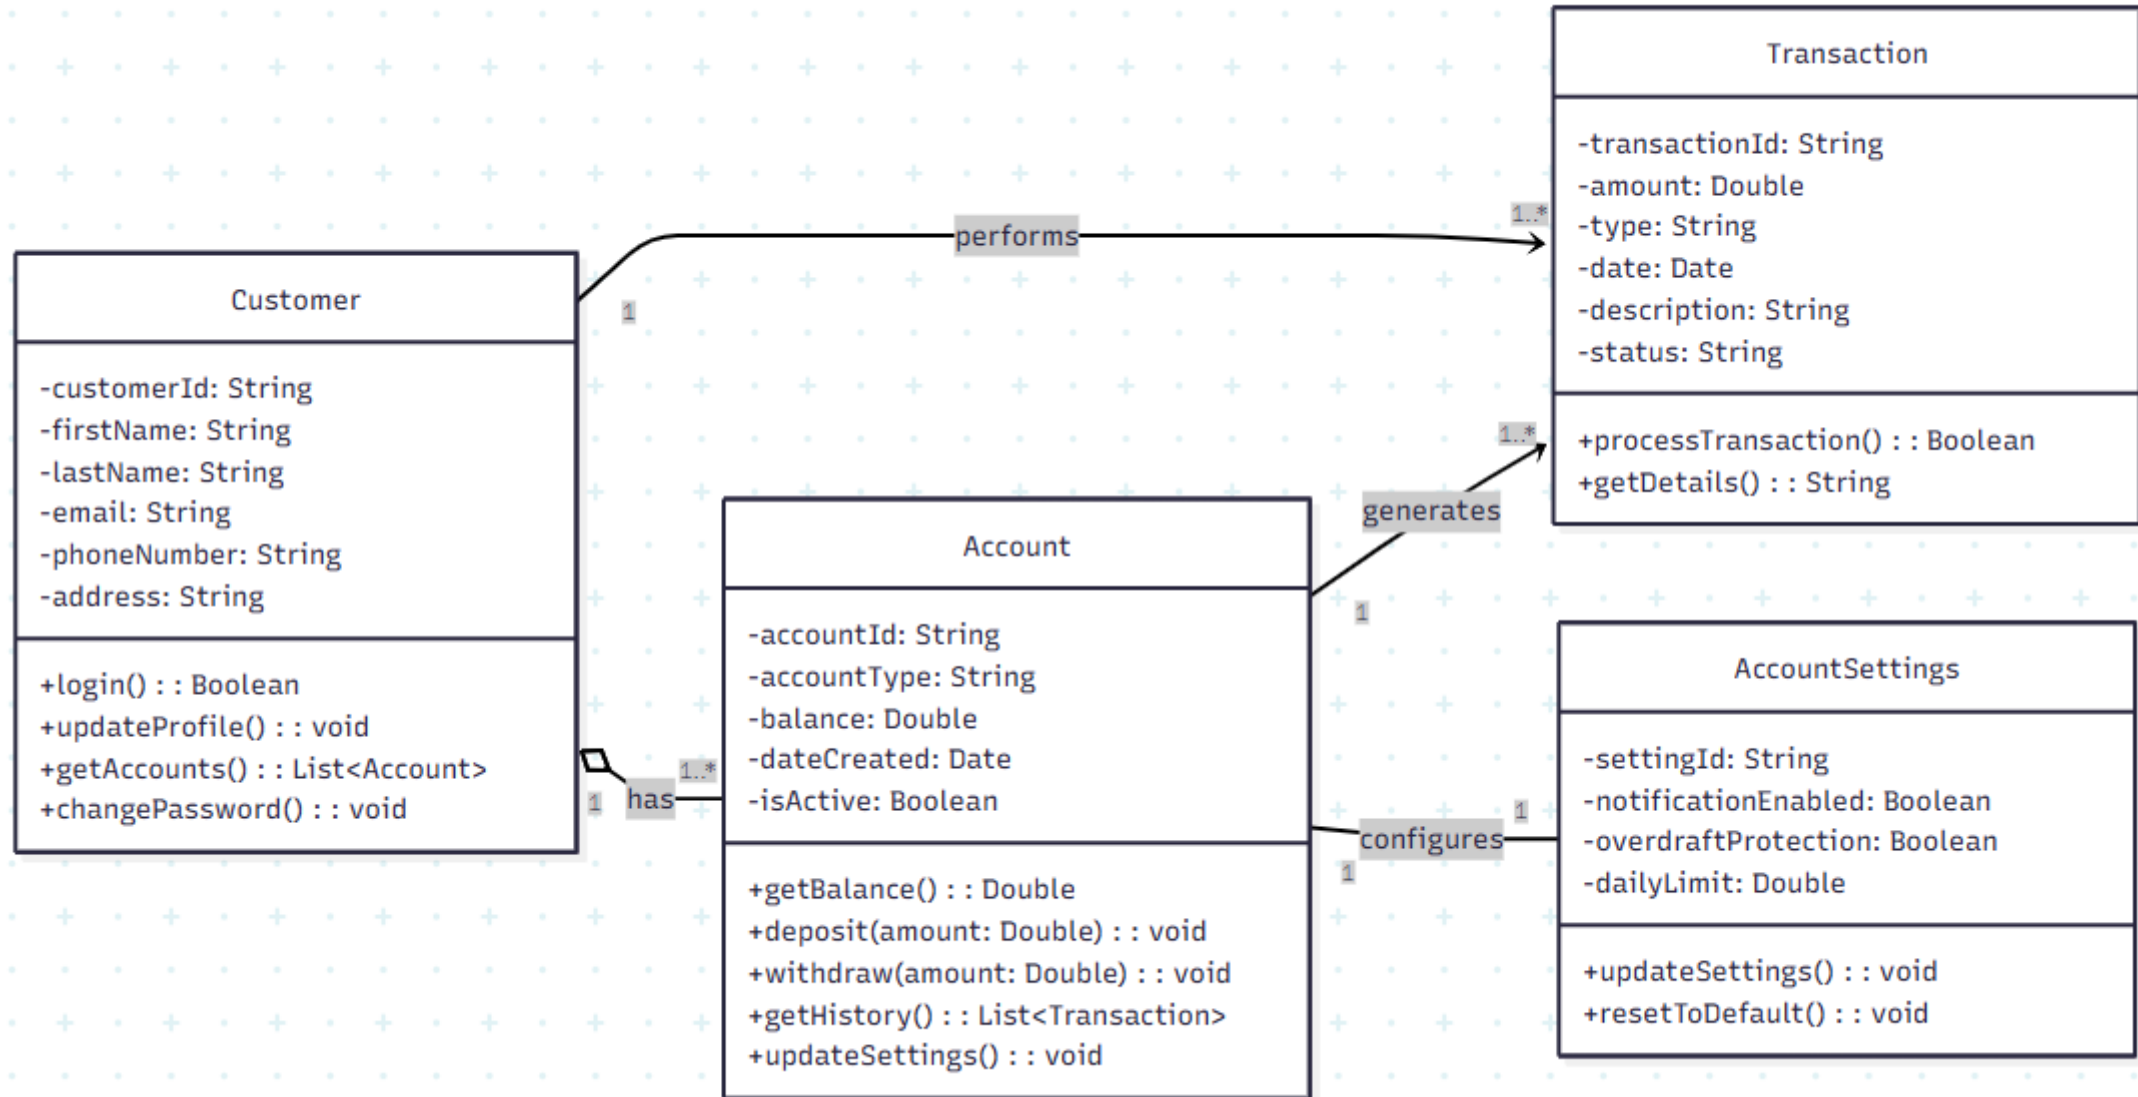 Customer
-customerId: String
-firstName: String
-lastName: String
-email: String
-phoneNumber: String
-address: String
+login() : : Boolean
+updateProfile() : : void
+getAccounts() : : List<Account>
+changePassword() : : void
1
performs
1..*
1
has
1..*
Account
-accountId: String
-accountType: String
-balance: Double
-dateCreated: Date
-isActive: Boolean
+getBalance() : : Double
+deposit(amount: Double) : : void
+withdraw(amount: Double) : : void
+getHistory() : : List<Transaction>
+updateSettings() : : void
1
generates
1..*
1
configures
1
Transaction
-transactionId: String
-amount: Double
-type: String
-date: Date
-description: String
-status: String
+processTransaction() : : Boolean
+getDetails() : : String
AccountSettings
-settingId: String
-notificationEnabled: Boolean
-overdraftProtection: Boolean
-dailyLimit: Double
+updateSettings() : : void
+resetToDefault() : : void